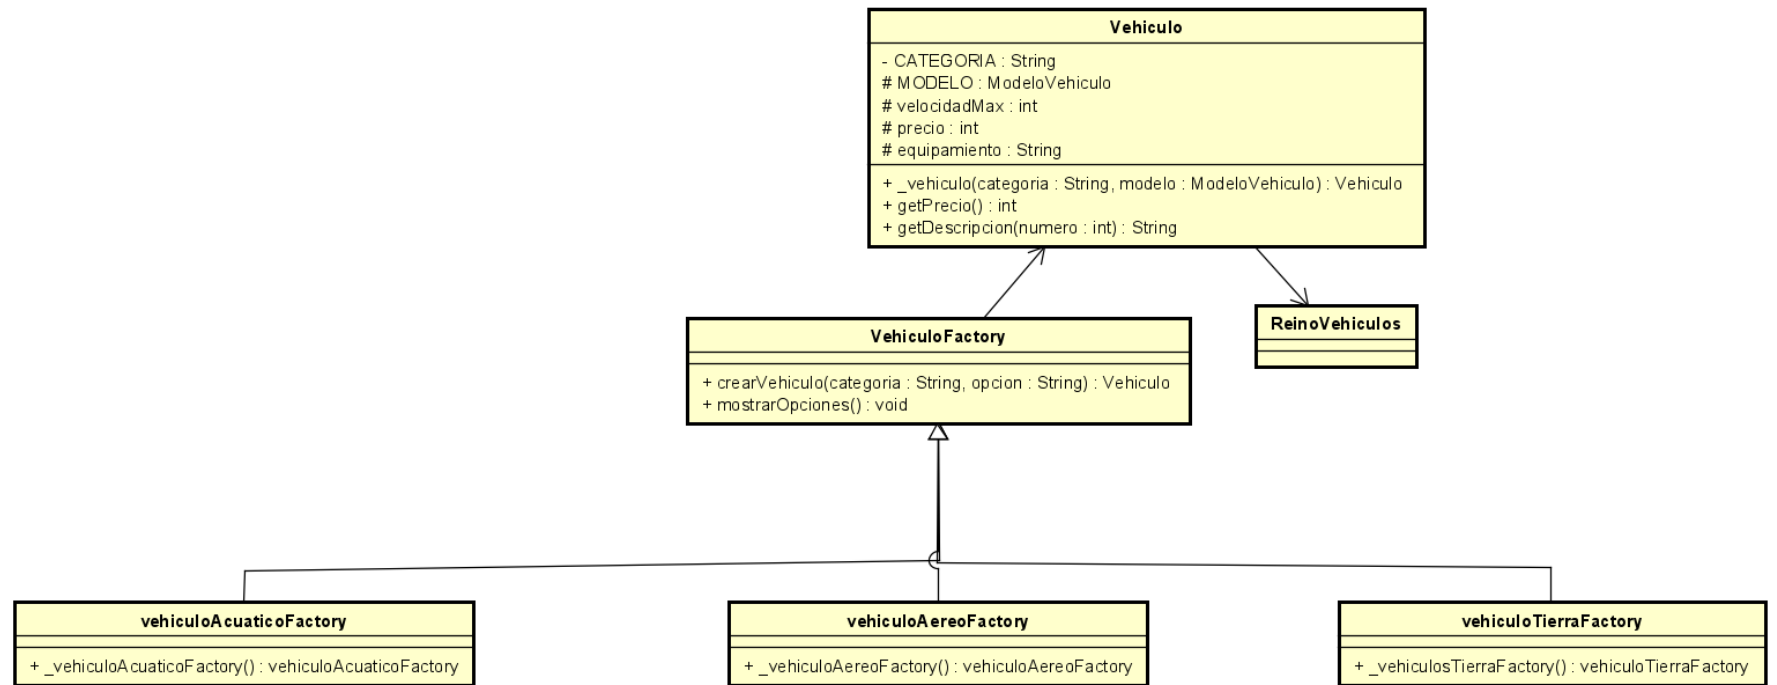 Vehiculo
- CATEGORIA : String
# MODELO : ModeloVehiculo
# velocidadMax : int
# precio : int
# equipamiento : String
+ _vehiculo(categoria : String, modelo : ModeloVehiculo) : Vehiculo
+ getPrecio() : int
+ getDescripcion(numero : int) : String
ReinoVehiculos
VehiculoFactory
+ crearVehiculo(categoria : String, opcion : String) : Vehiculo
+ mostrarOpciones() : void
vehiculoAcuaticoFactory
+ _vehiculoAcuaticoFactory() : vehiculoAcuaticoFactory
vehiculoAereoFactory
+ _vehiculoAereoFactory() : vehiculoAereoFactory
vehiculoTierraFactory
+ _vehiculosTierraFactory() : vehiculoTierraFactory